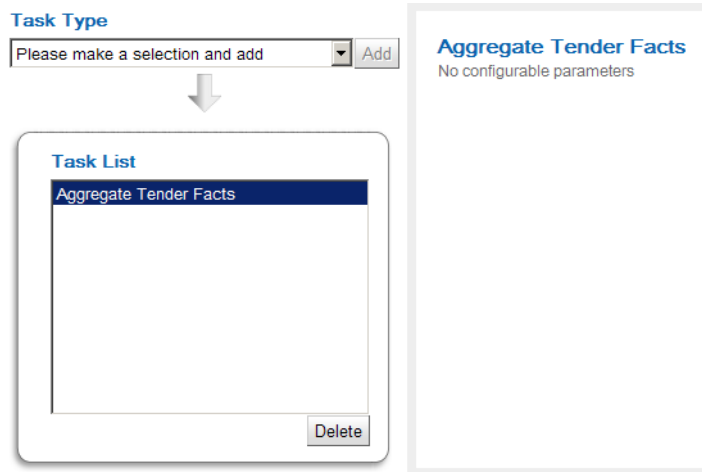 Task Type
Please make a selection and add
Add
Task List
Aggregate Tender Facts
Delete
Aggregate Tender Facts
No configurable parameters